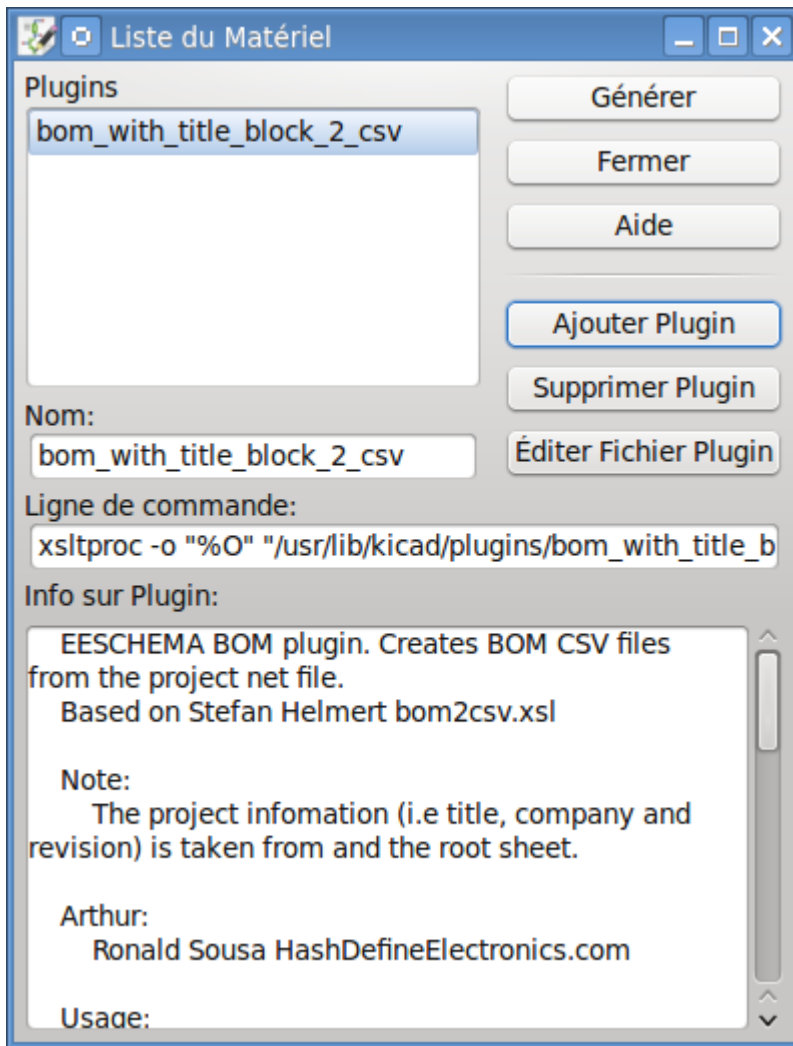 Liste du Matériel
Plugins
bom_with_title_block_2_csv
Générer
Fermer
Aide
Ajouter Plugin
Supprimer Plugin
Éditer Fichier Plugin
Nom:
bom_with_title_block_2_csv
Ligne de commande:
xsltproc -o "%O" "/usr/lib/kicad/plugins/bom_with_title_b
Info sur Plugin:
EESCHEMA BOM plugin. Creates BOM CSV files
from the project net file.
Based on Stefan Helmert bom2csv.xsl
Note:
The project infomation (i.e title, company and
revision) is taken from and the root sheet.
Arthur:
Ronald Sousa HashDefineElectronics.com
Usage: